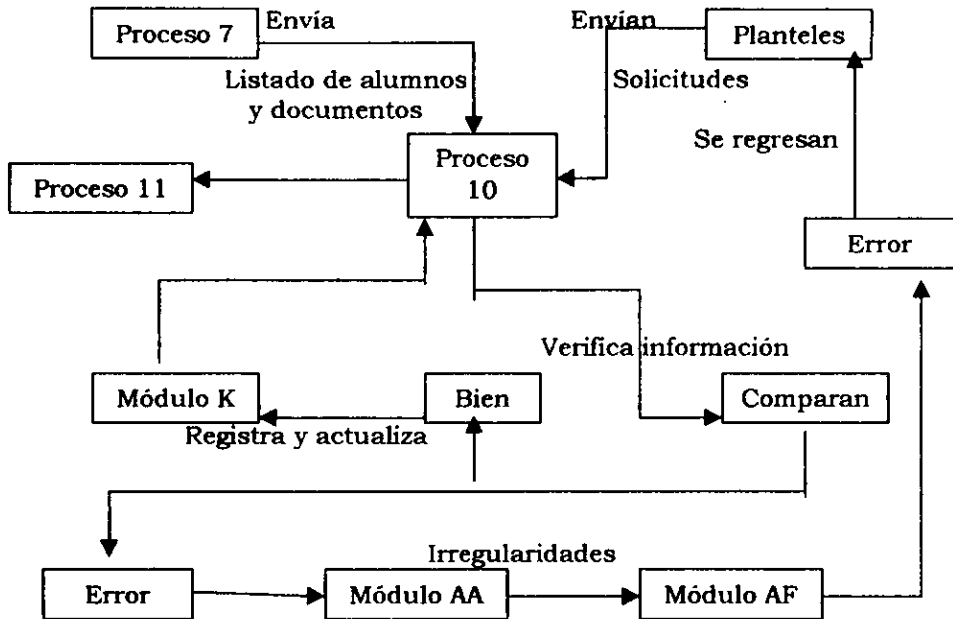 Proceso 7
Envía
Envían
Planteles
Listado de alumnos
y documentos
Solicitudes
Se regresan
Proceso
10
Proceso 11
Error
Verifica información
Módulo K
Bien
Comparan
Registra y actualiza
Irregularidades
Error
Módulo AA
Módulo AF